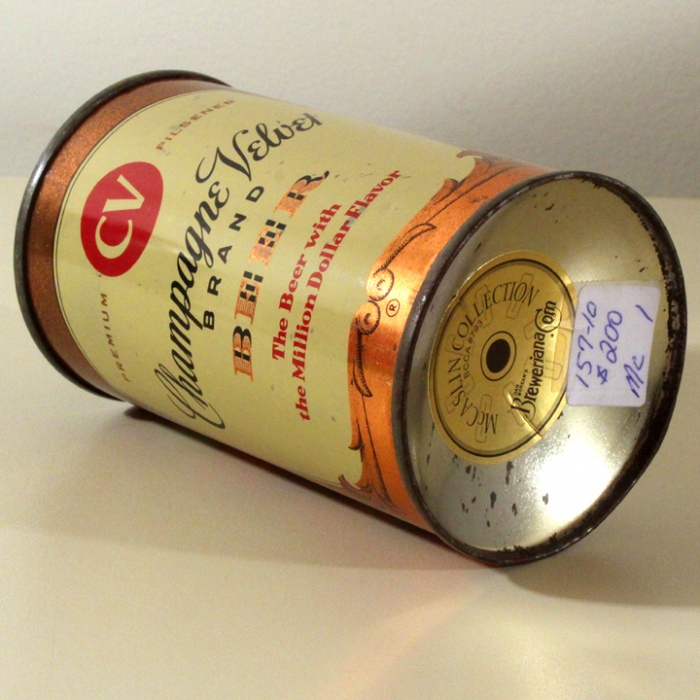 PREMIUM
CV
PILSENER
Champagne Velvet
BRAND
BEER
The Beer with
the Million Dollar Flavor
®
McCASLIN COLLECTION
Breweriana.Com
157-10
$200
Mc 1